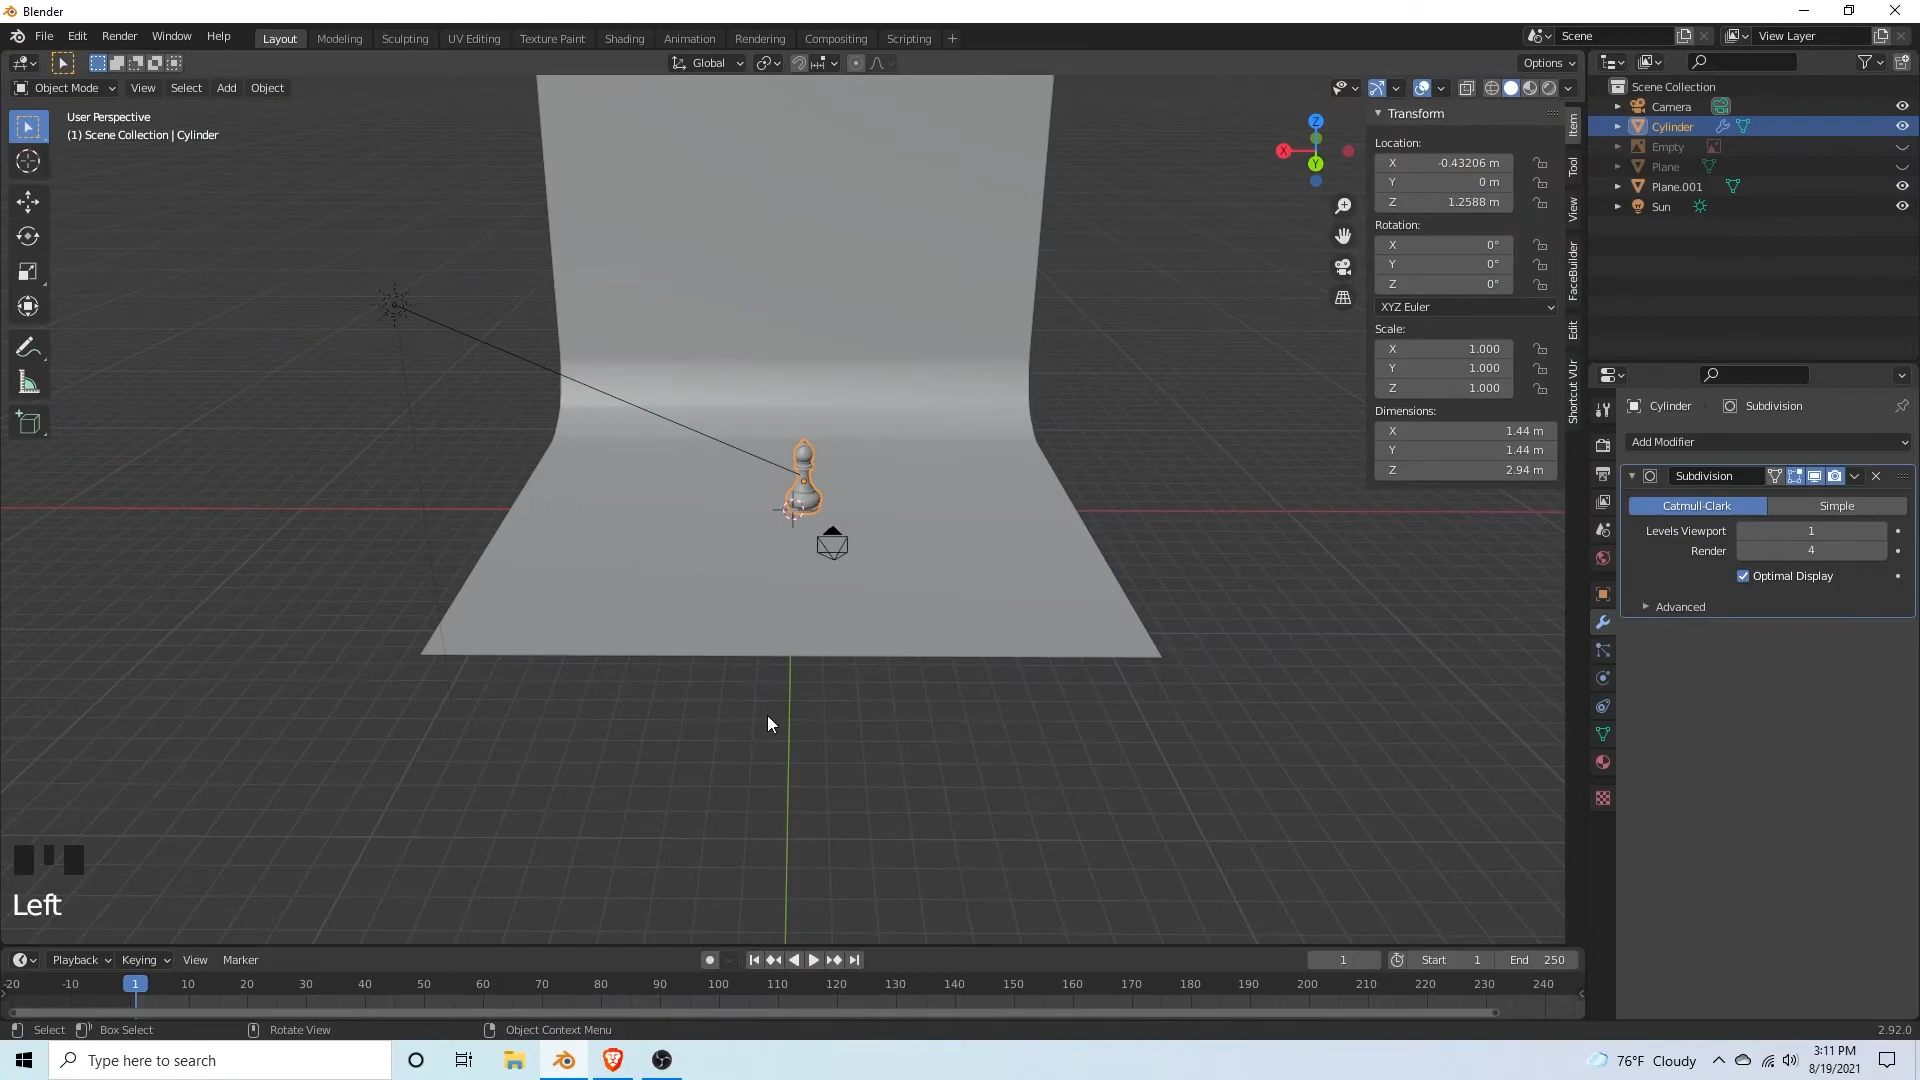 Blender
File Edit Render Window Help
Layout Modeling Sculpting UV Editing Texture Paint Shading Animation Rendering Compositing Scripting +
Scene View Layer
Global Options
Object Mode View Select Add Object
User Perspective
(1) Scene Collection | Cylinder
X
Y
Z
Transform
Location:
X -0.43206 m
Y 0 m
Z 1.2588 m
Rotation:
X 0°
Y 0°
Z 0°
XYZ Euler
Scale:
X 1.000
Y 1.000
Z 1.000
Dimensions:
X 1.44 m
Y 1.44 m
Z 2.94 m
Item
Tool
View
FaceBuilder
Edit
Shortcut VUr
Scene Collection
Camera
Cylinder
Empty
Plane
Plane.001
Sun
Cylinder Subdivision
Add Modifier
Subdivision
Catmull-Clark Simple
Levels Viewport 1
Render 4
Optimal Display
Advanced
Left
Playback Keying View Marker
1 Start 1 End 250
-20 -10 1 10 20 30 40 50 60 70 80 90 100 110 120 130 140 150 160 170 180 190 200 210 220 230 240
Select Box Select Rotate View Object Context Menu 2.92.0
Type here to search
76°F Cloudy
3:11 PM
8/19/2021